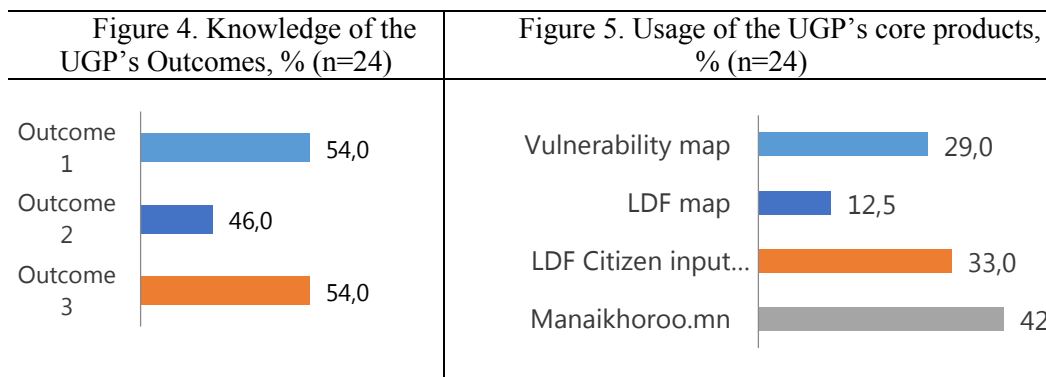 Figure 4. Knowledge of the
UGP’s Outcomes, % (n=24)
Figure 5. Usage of the UGP’s core products,
% (n=24)
Outcome
1
54,0
Outcome
2
46,0
Outcome
3
54,0
Vulnerability map
29,0
LDF map
12,5
LDF Citizen input...
33,0
Manaikhoroo.mn
42